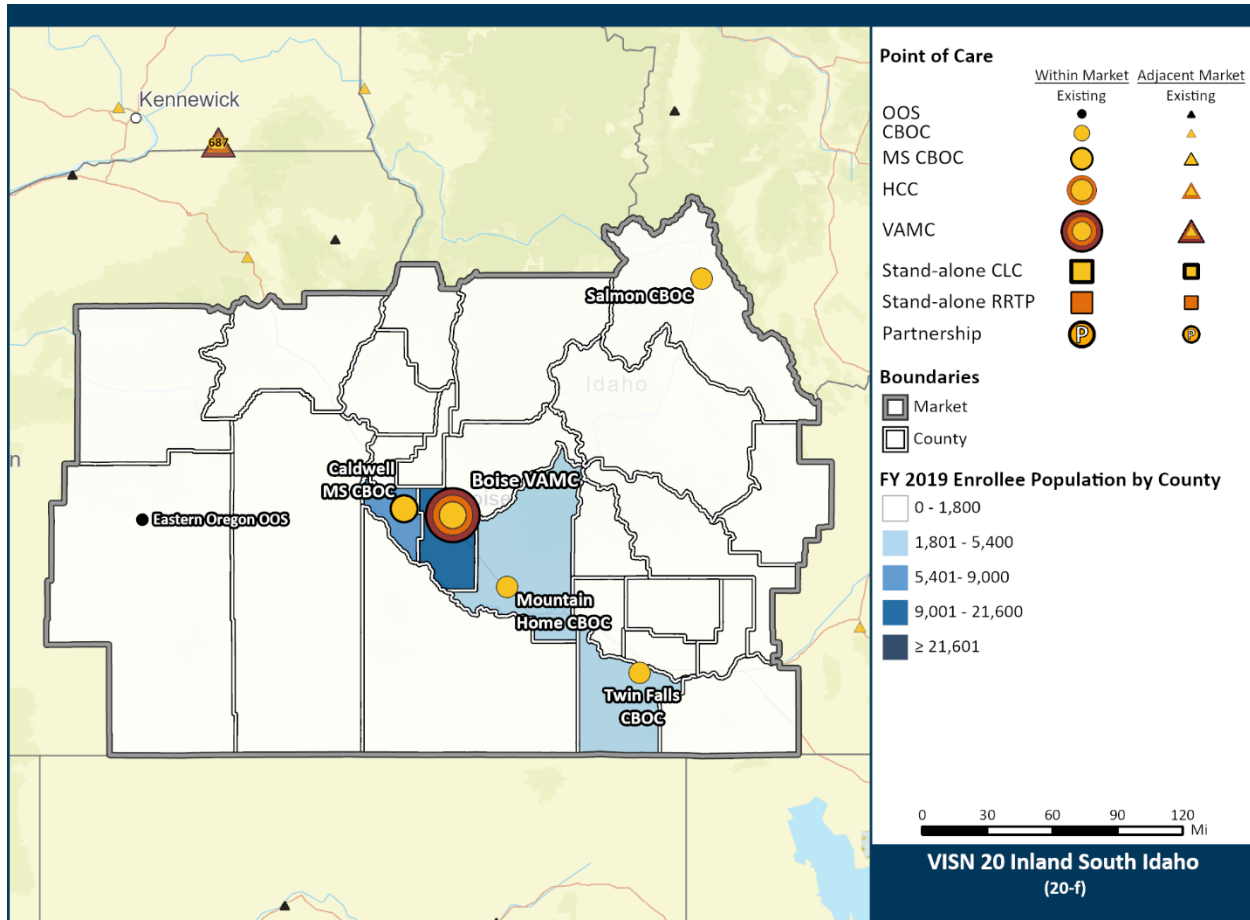 Kennewick
687
Salmon CBOC
Idaho
n
Caldwell
MS CBOC
Boise VAMC
Eastern Oregon OOS
Mountain
Home CBOC
Twin Falls
CBOC
Point of Care
Within Market
Adjacent Market
Existing
Existing
OOS
CBOC
MS CBOC
HCC
VAMC
Stand-alone CLC
Stand-alone RRTP
Partnership
P
P
Boundaries
Market
County
FY 2019 Enrollee Population by County
0 - 1,800
1,801 - 5,400
5,401- 9,000
9,001 - 21,600
≥ 21,601
0 30 60 90 120
Mi
VISN 20 Inland South Idaho
(20-f)